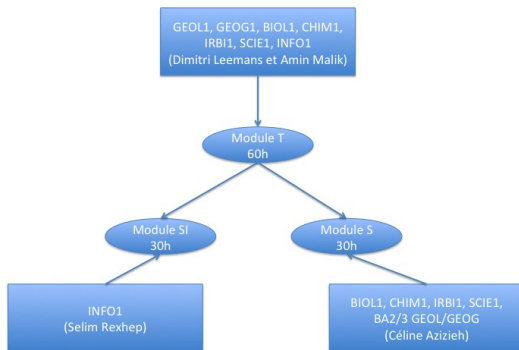 GEOL1, GEOG1, BIOL1, CHIM1,
IRBI1, SCIE1, INFO1
(Dimitri Leemans et Amin Malik)
Module T
60h
Module SI
30h
Module S
30h
INFO1
(Selim Rexhep)
BIOL1, CHIM1, IRBI1, SCIE1,
BA2/3 GEOL/GEOG
(Céline Azizieh)